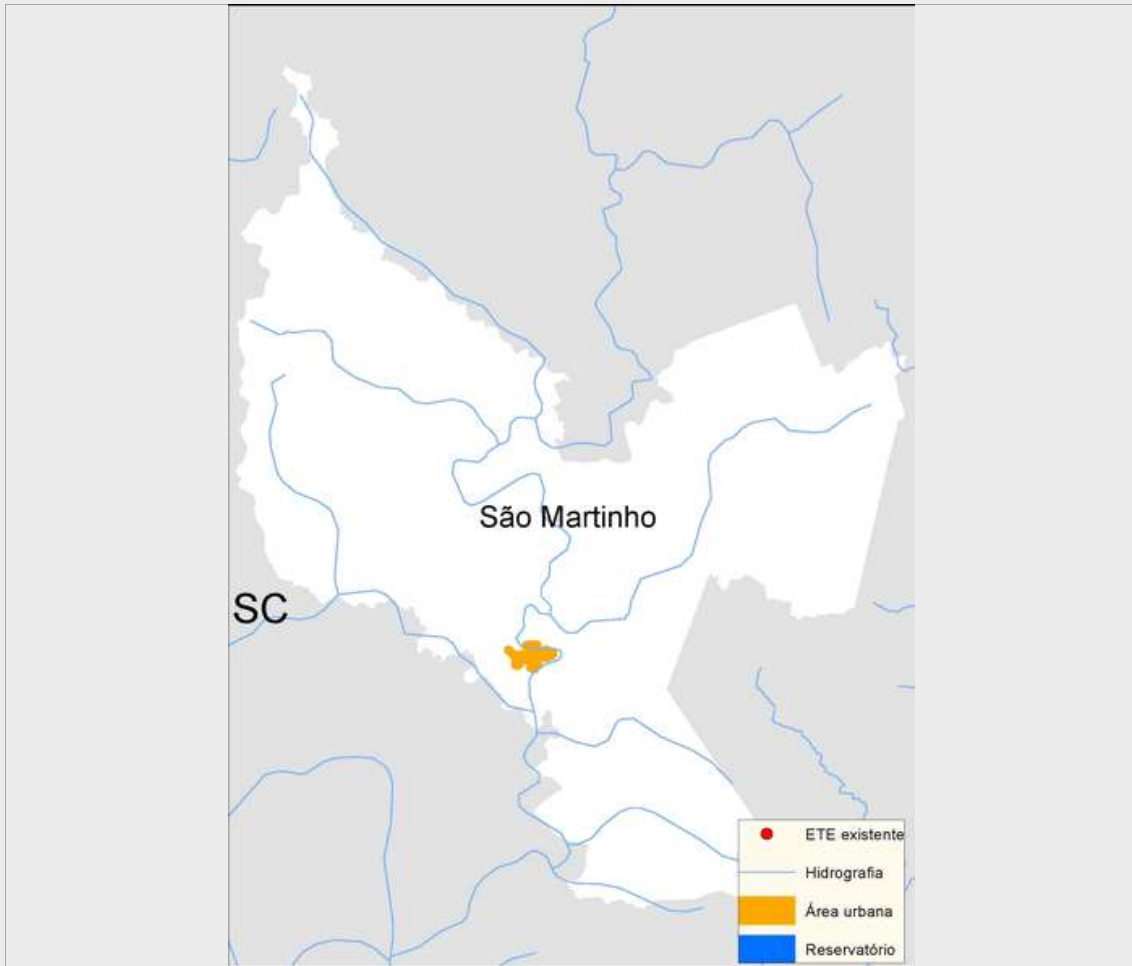 São Martinho
SC
ETE existente
Hidrografia
Área urbana
Reservatório